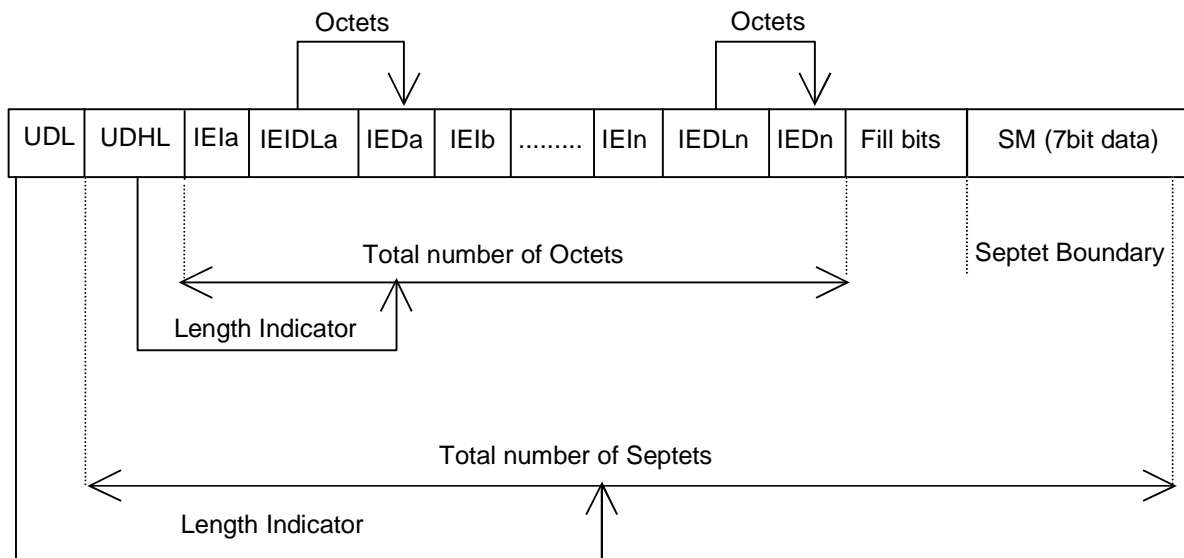 Octets Octets
UDL UDHL IEIa IEIDLa IEDa IEIb ......... IEIn IEDLn IEDn Fill bits SM (7bit data)
Total number of Octets
Septet Boundary
Length Indicator
Total number of Septets
Length Indicator